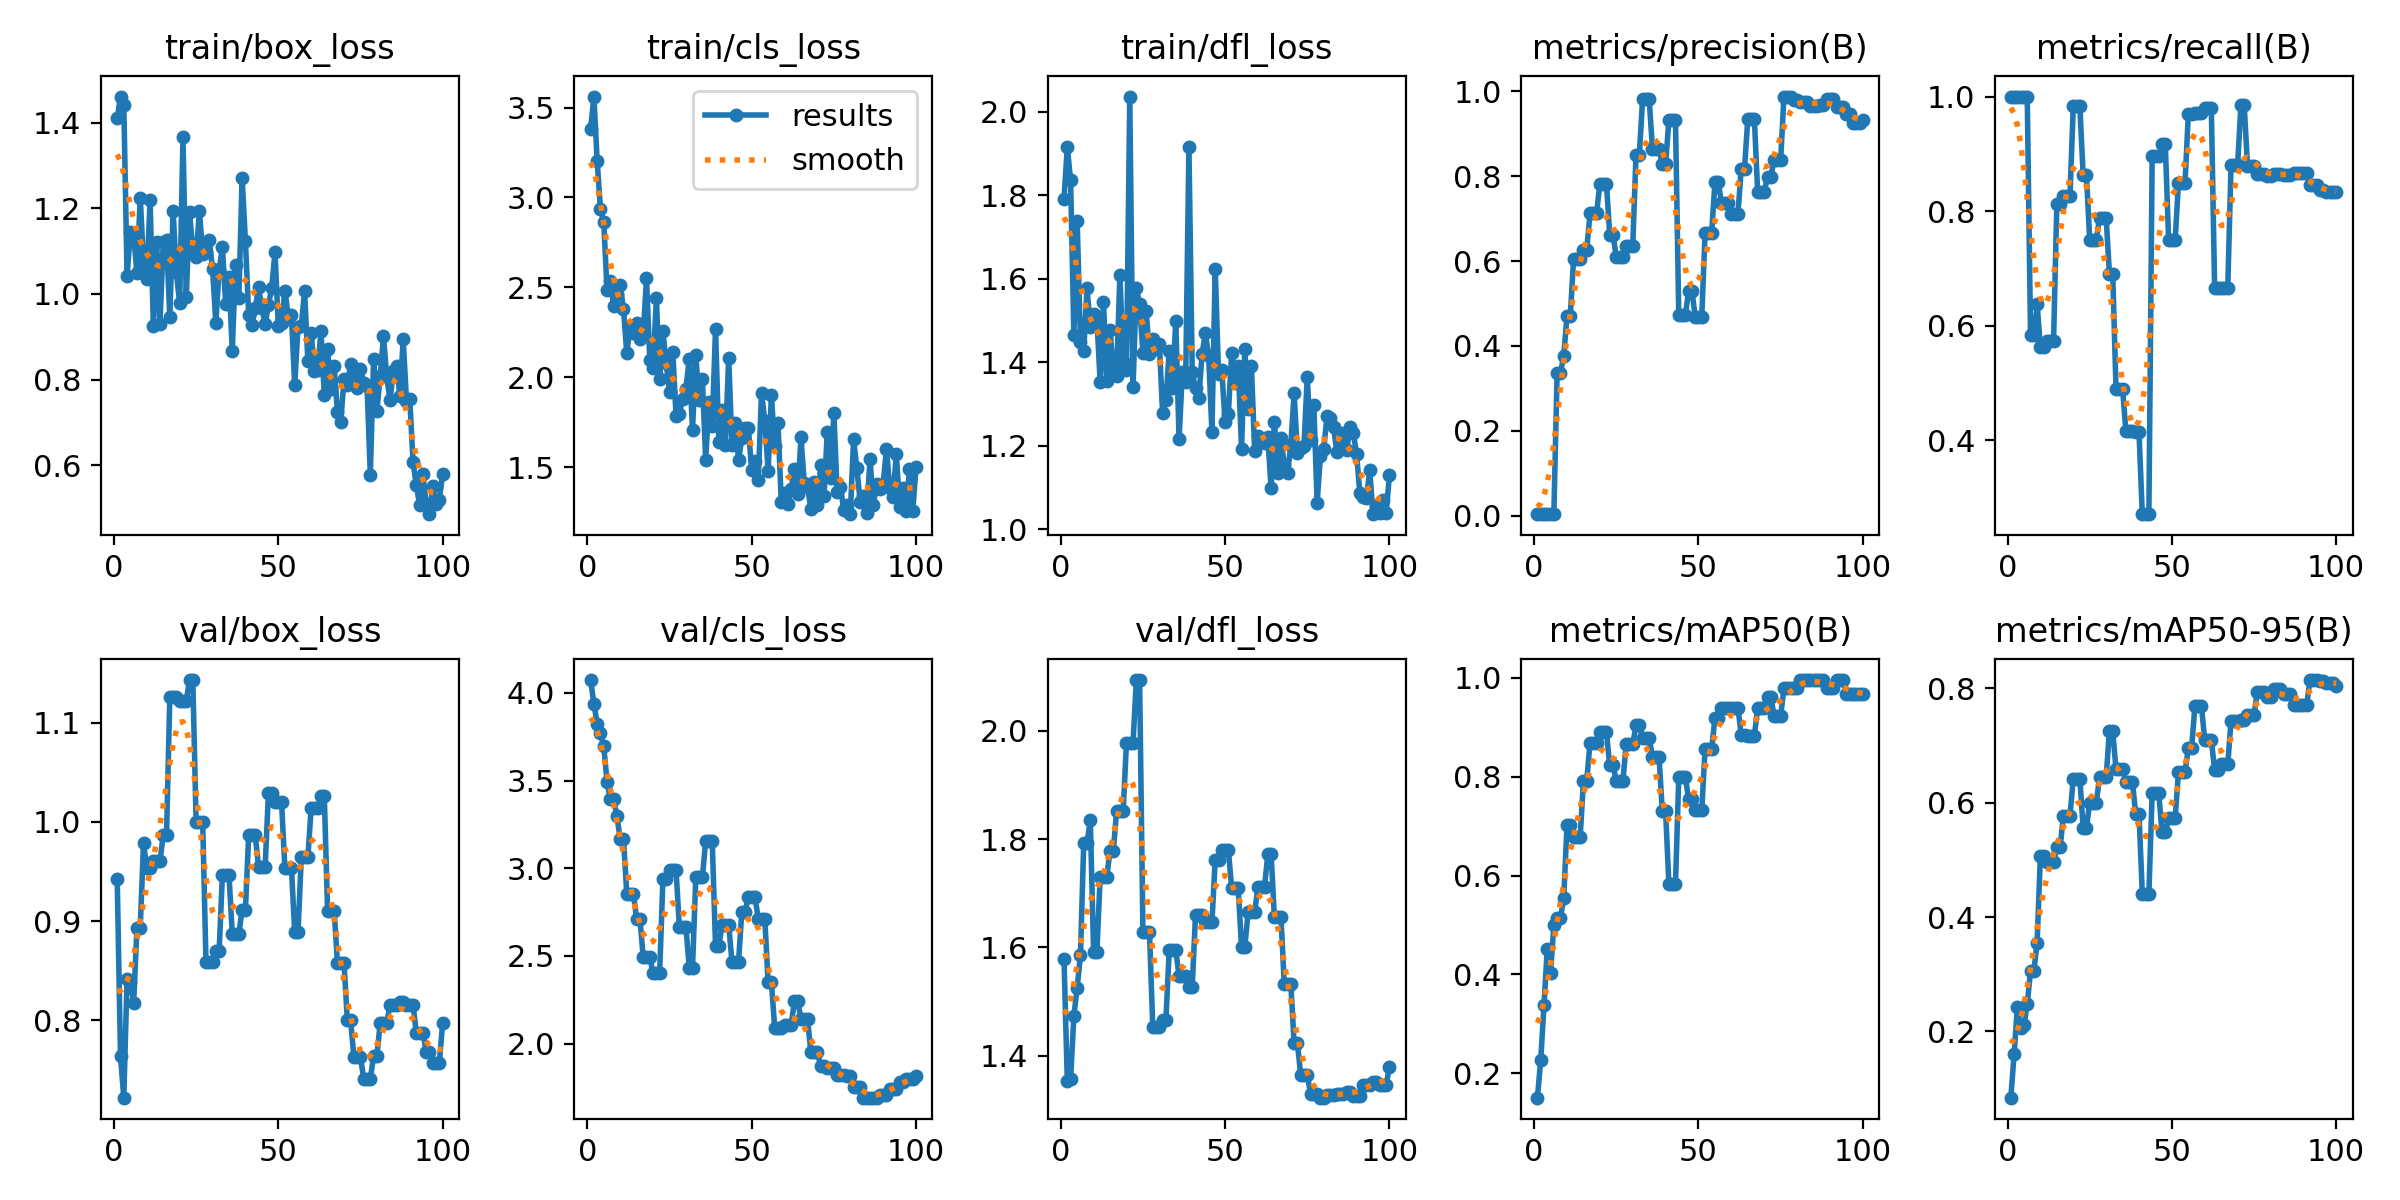 train/box_loss
1.4
1.2
1.0
0.8
0.6
0 50 100
train/cls_loss
results
smooth
3.5
3.0
2.5
2.0
1.5
0 50 100
train/dfl_loss
2.0
1.8
1.6
1.4
1.2
1.0
0 50 100
metrics/precision(B)
1.0
0.8
0.6
0.4
0.2
0.0
0 50 100
metrics/recall(B)
1.0
0.8
0.6
0.4
0 50 100
val/box_loss
1.1
1.0
0.9
0.8
0 50 100
val/cls_loss
4.0
3.5
3.0
2.5
2.0
0 50 100
val/dfl_loss
2.0
1.8
1.6
1.4
0 50 100
metrics/mAP50(B)
1.0
0.8
0.6
0.4
0.2
0 50 100
metrics/mAP50-95(B)
0.8
0.6
0.4
0.2
0 50 100